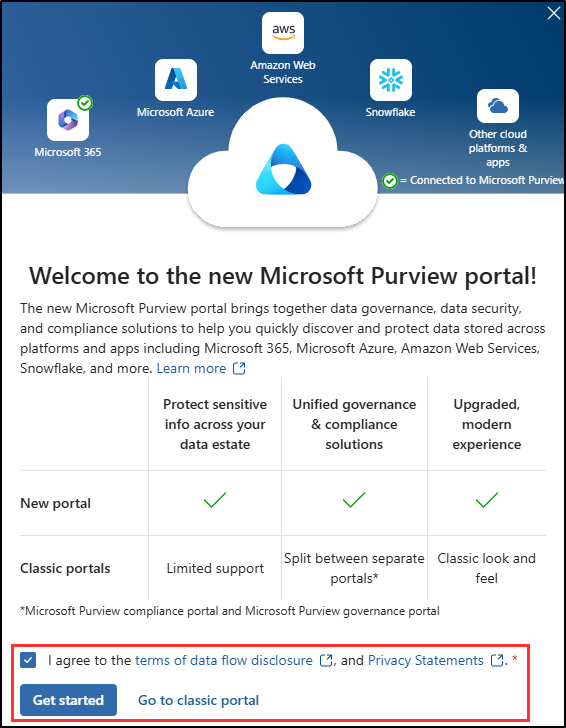 aws
Amazon Web
Services
Microsoft Azure
Snowflake
Microsoft 365
Other cloud
platforms &
apps
= Connected to Microsoft Purview
Welcome to the new Microsoft Purview portal!
The new Microsoft Purview portal brings together data governance, data security,
and compliance solutions to help you quickly discover and protect data stored across
platforms and apps including Microsoft 365, Microsoft Azure, Amazon Web Services,
Snowflake, and more. Learn more
Protect sensitive
info across your
data estate
Unified governance
& compliance
solutions
Upgraded,
modern
experience
New portal
Classic portals
Limited support
Split between separate
portals*
Classic look and
feel
*Microsoft Purview compliance portal and Microsoft Purview governance portal
I agree to the terms of data flow disclosure , and Privacy Statements . *
Get started Go to classic portal